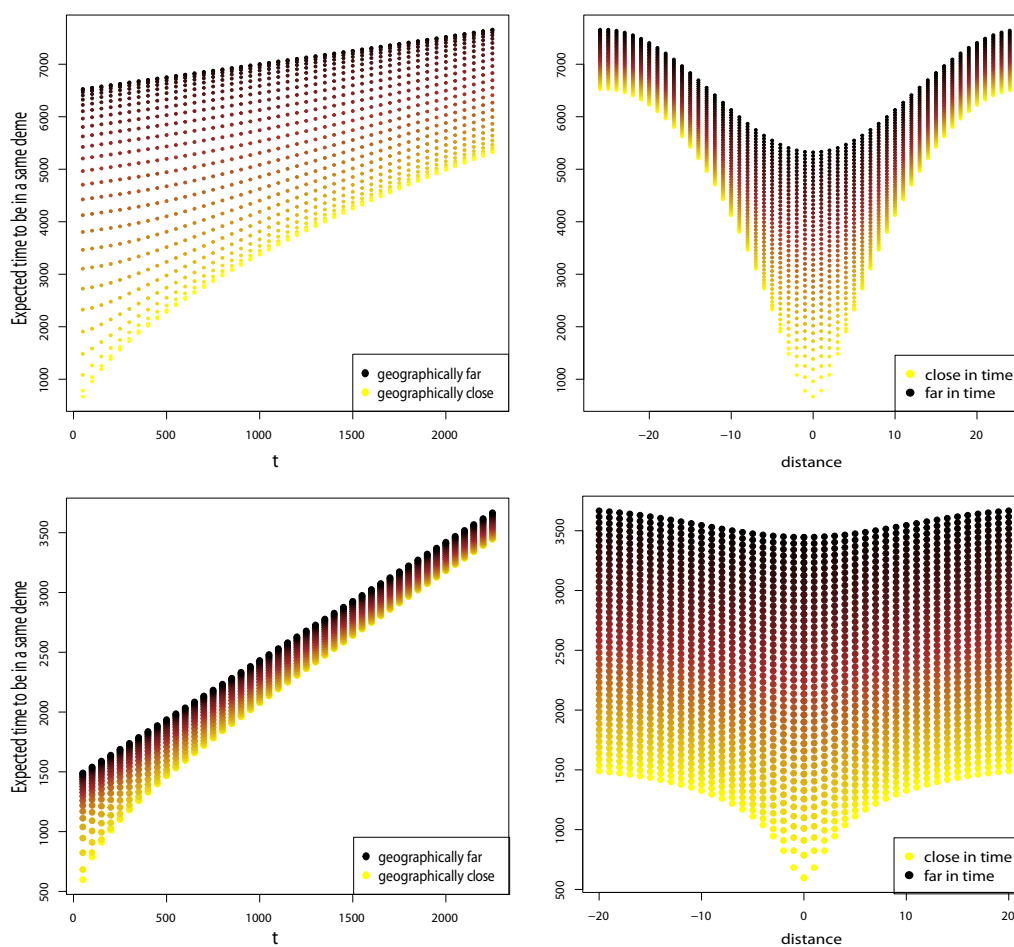 Expected time to be in a same deme
1000 2000 3000 4000 5000 6000 7000
0 500 1000 1500 2000
t
geographically far
geographically close
1000 2000 3000 4000 5000 6000 7000
−20 −10 0 10 20
distance
close in time
far in time
Expected time to be in a same deme
500 1000 1500 2000 2500 3000 3500
0 500 1000 1500 2000
t
geographically far
geographically close
500 1000 1500 2000 2500 3000 3500
−20 −10 0 10 20
distance
close in time
far in time